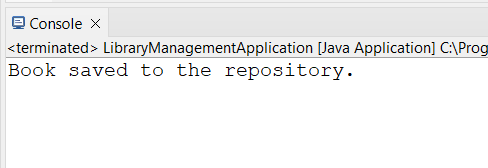 Console
<terminated> LibraryManagementApplication [Java Application] C:\Prog
Book saved to the repository.